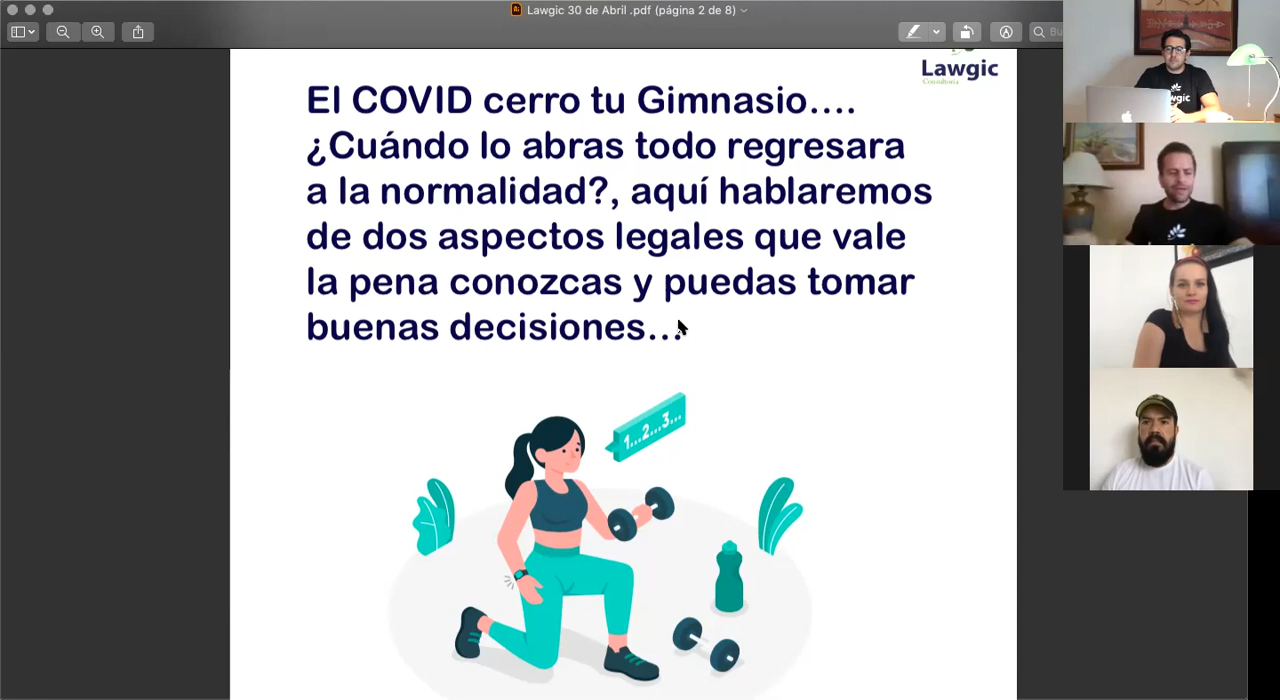 Lawgic 30 de Abril .pdf (página 2 de 8)
Bu
Lawgic
Consultoría
El COVID cerro tu Gimnasio....
¿Cuándo lo abras todo regresara
a la normalidad?, aquí hablaremos
de dos aspectos legales que vale
la pena conozcas y puedas tomar
buenas decisiones...
1...2...3...